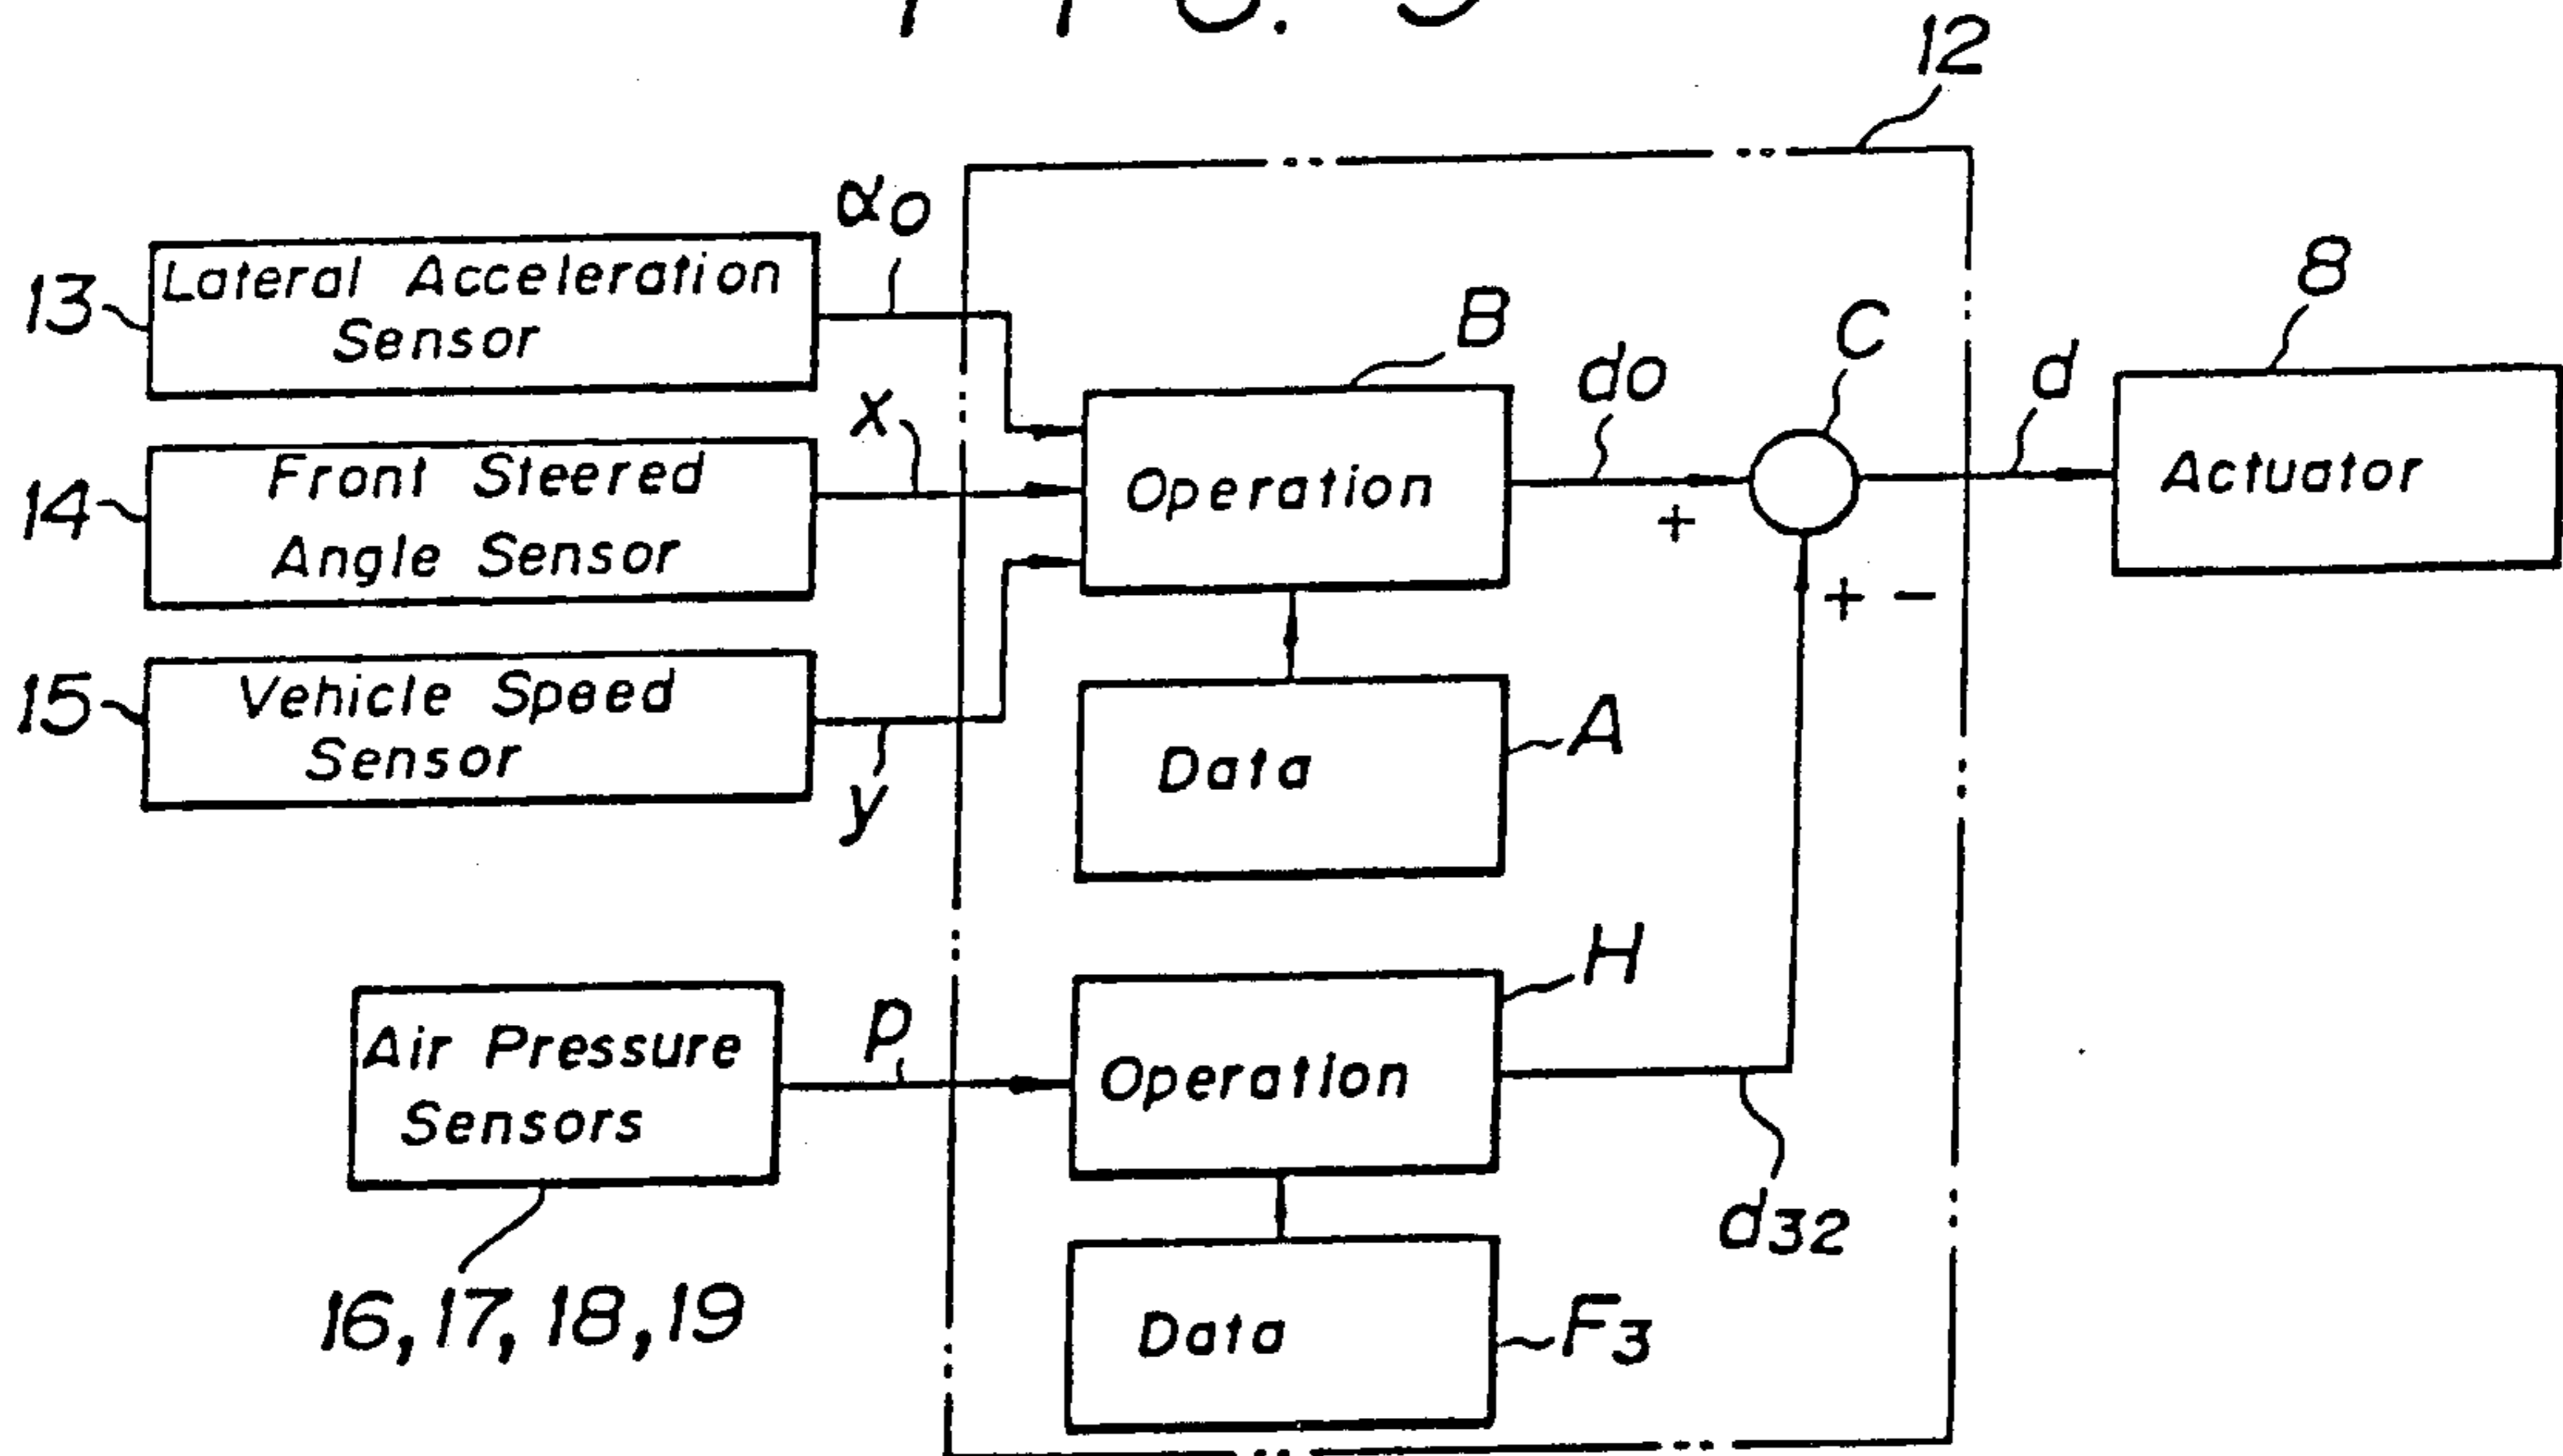 12
α0
13
Lateral Acceleration
Sensor
8
B
C
d0
d
x
14
Front Steered
Angle Sensor
Operation
+
+ -
Actuator
15
Vehicle Speed
Sensor
y
Data
A
H
p
Air Pressure
Sensors
Operation
d32
16, 17, 18, 19
Data
F3